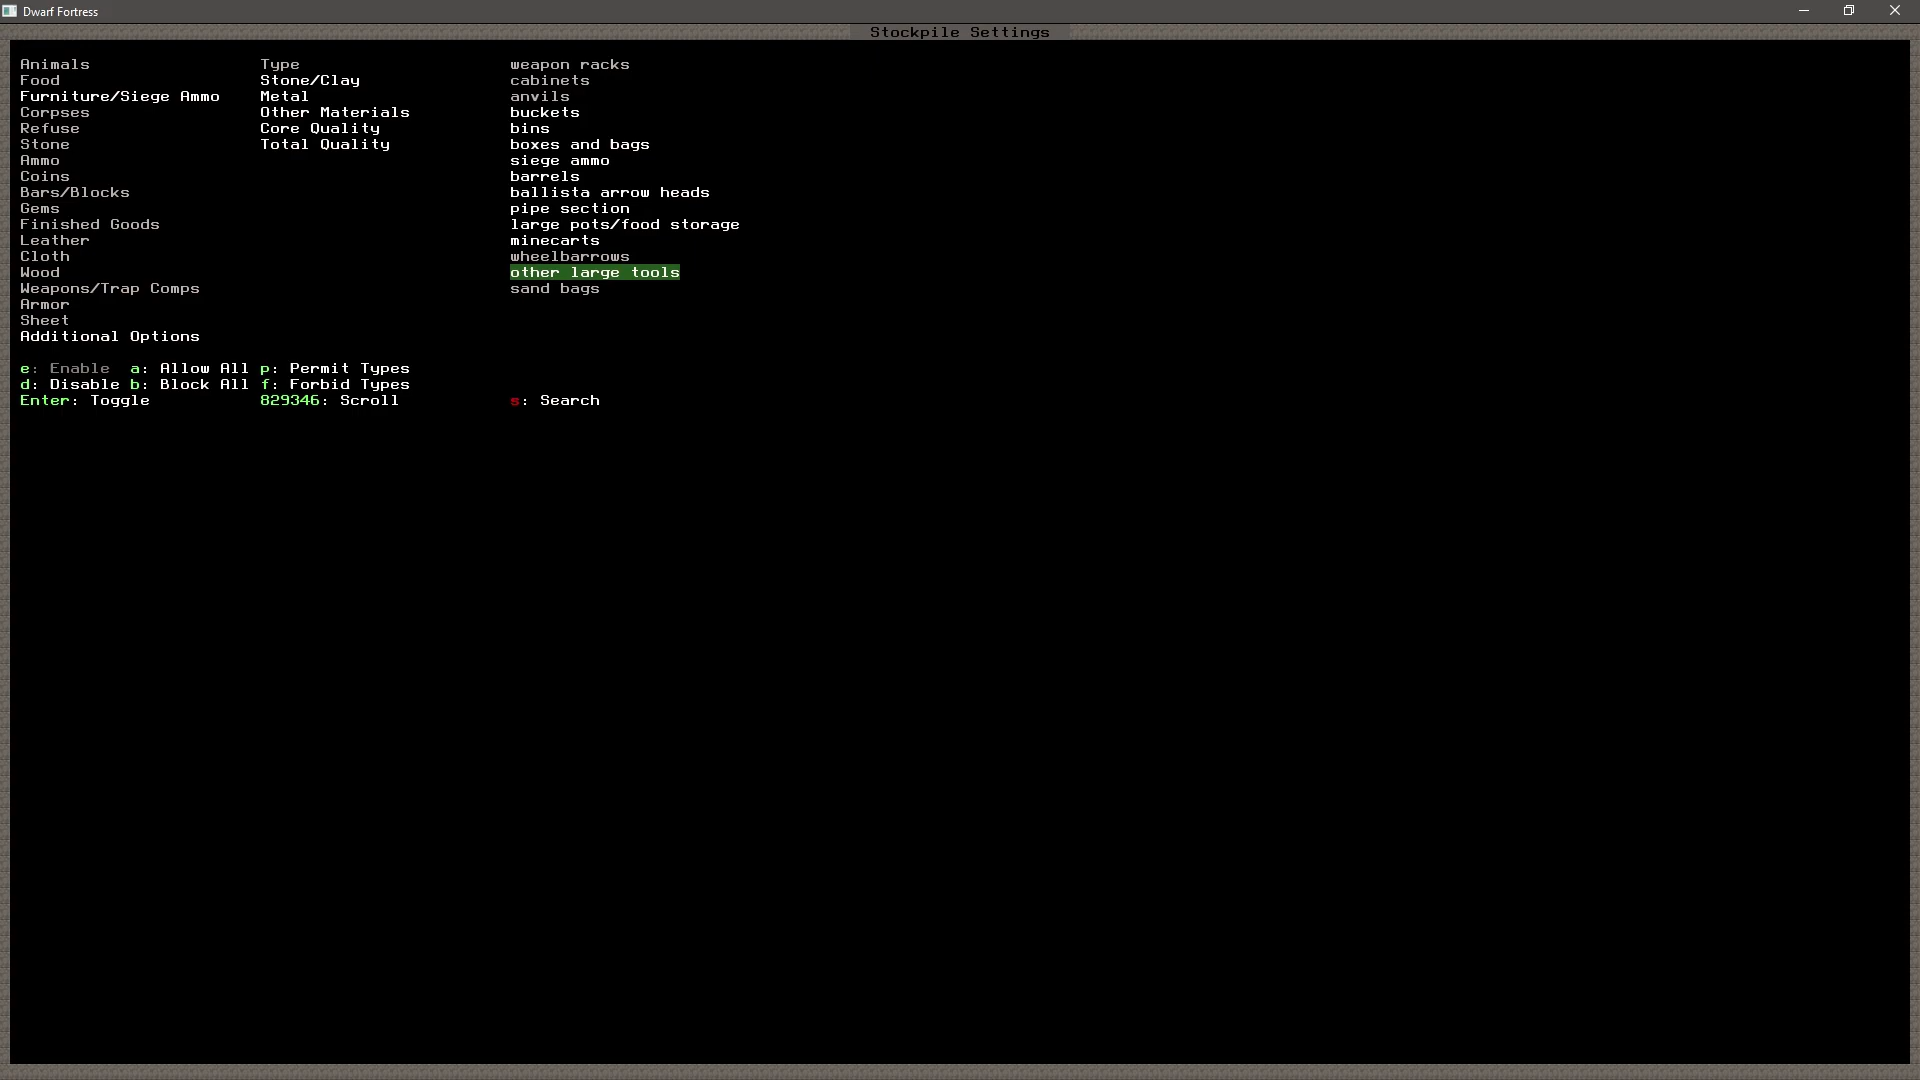 Dwarf Fortress
Stockpile Settings
Animals Type weapon racks
Food Stone/Clay cabinets
Furniture/Siege Ammo Metal anvils
Corpses Other Materials buckets
Refuse Core Quality bins
Stone Total Quality boxes and bags
Ammo siege ammo
Coins barrels
Bars/Blocks ballista arrow heads
Gems pipe section
Finished Goods large pots/food storage
Leather minecarts
Cloth wheelbarrows
Wood other large tools
Weapons/Trap Comps sand bags
Armor
Sheet
Additional Options
e: Enable a: Allow All p: Permit Types
d: Disable b: Block All f: Forbid Types
Enter: Toggle 829346: Scroll s: Search